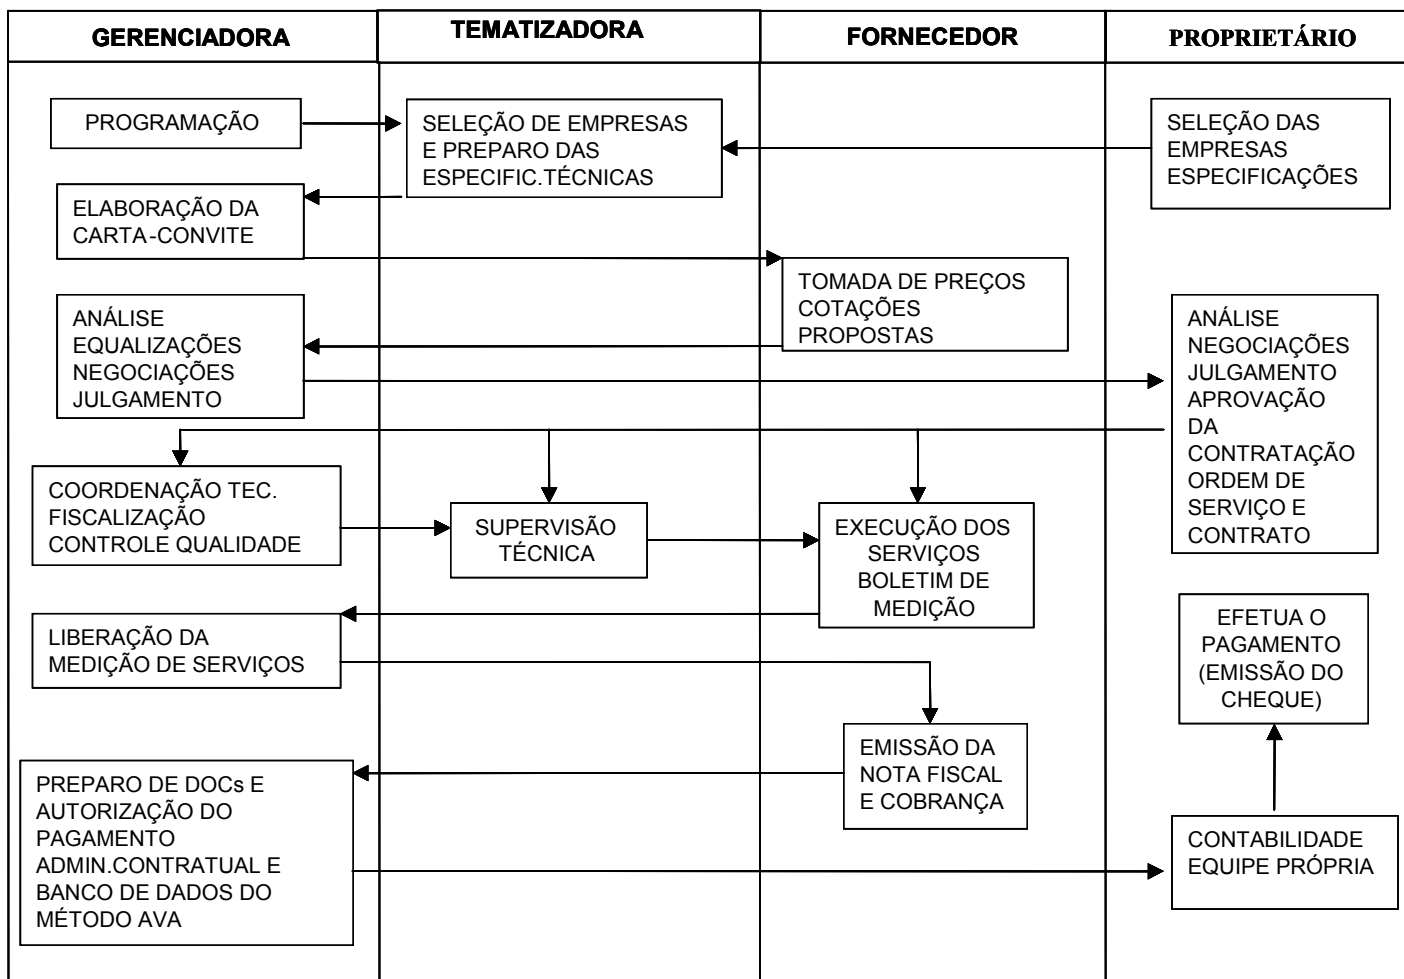 GERENCIADORA
TEMATIZADORA
FORNECEDOR
PROPRIETÁRIO
PROGRAMAÇÃO
SELEÇÃO DE EMPRESAS
E PREPARO DAS
ESPECIFIC.TÉCNICAS
SELEÇÃO DAS
EMPRESAS
ESPECIFICAÇÕES
ELABORAÇÃO DA
CARTA-CONVITE
TOMADA DE PREÇOS
COTAÇÕES
PROPOSTAS
ANÁLISE
EQUALIZAÇÕES
NEGOCIAÇÕES
JULGAMENTO
ANÁLISE
NEGOCIAÇÕES
JULGAMENTO
APROVAÇÃO
DA
CONTRATAÇÃO
ORDEM DE
SERVIÇO E
CONTRATO
COORDENAÇÃO TEC.
FISCALIZAÇÃO
CONTROLE QUALIDADE
SUPERVISÃO
TÉCNICA
EXECUÇÃO DOS
SERVIÇOS
BOLETIM DE
MEDIÇÃO
LIBERAÇÃO DA
MEDIÇÃO DE SERVIÇOS
EFETUA O
PAGAMENTO
(EMISSÃO DO
CHEQUE)
EMISSÃO DA
NOTA FISCAL
E COBRANÇA
PREPARO DE DOCs E
AUTORIZAÇÃO DO
PAGAMENTO
ADMIN.CONTRATUAL E
BANCO DE DADOS DO
MÉTODO AVA
CONTABILIDADE
EQUIPE PRÓPRIA